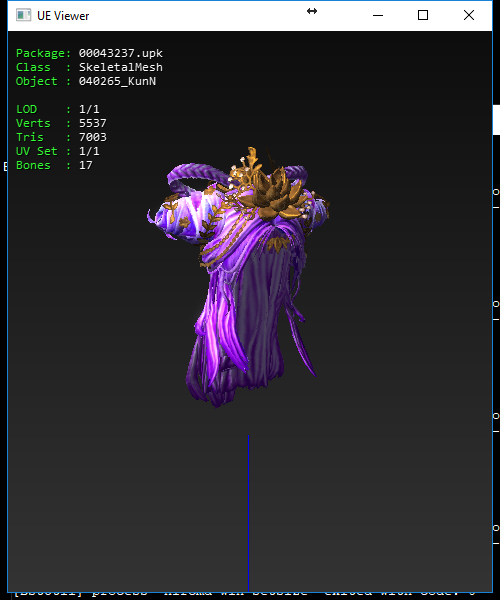 UE Viewer
Package: 00043237.upk
Class  : SkeletalMesh
Object : 040265_KunN
LOD    : 1/1
Verts  : 5537
Tris   : 7003
UV Set : 1/1
Bones  : 17